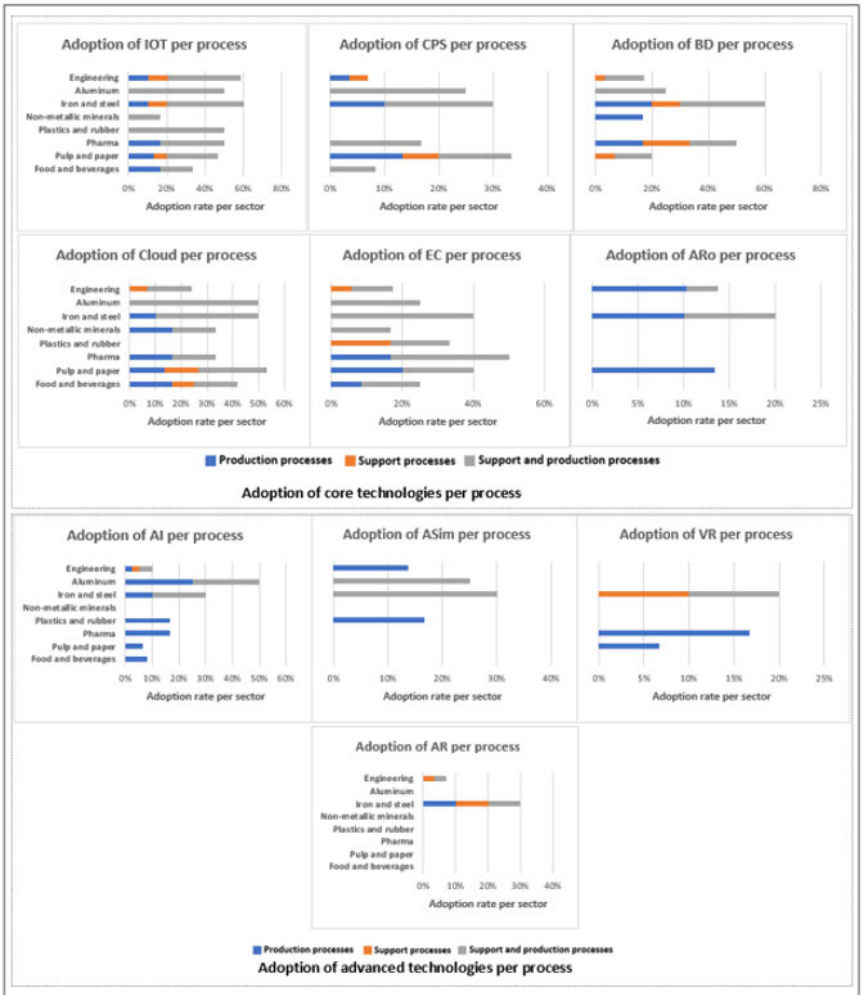 Adoption of IOT per process
Engineering
Aluminum
Iron and steel
Non-metallic minerals
Plastics and rubber
Pharma
Pulp and paper
Food and beverages
0% 20% 40% 60% 80%
Adoption rate per sector
Adoption of CPS per process
0% 10% 20% 30% 40%
Adoption rate per sector
Adoption of BD per process
0% 20% 40% 60% 80%
Adoption rate per sector
Adoption of Cloud per process
Engineering
Aluminum
Iron and steel
Non-metallic minerals
Plastics and rubber
Pharma
Pulp and paper
Food and beverages
0% 10% 20% 30% 40% 50% 60%
Adoption rate per sector
Adoption of EC per process
0% 20% 40% 60%
Adoption rate per sector
Adoption of ARo per process
0% 5% 10% 15% 20% 25%
Adoption rate per sector
Production processes Support processes Support and production processes
Adoption of core technologies per process
Adoption of AI per process
Engineering
Aluminum
Iron and steel
Non-metallic minerals
Plastics and rubber
Pharma
Pulp and paper
Food and beverages
0% 10% 20% 30% 40% 50% 60%
Adoption rate per sector
Adoption of ASim per process
0% 10% 20% 30% 40%
Adoption rate per sector
Adoption of VR per process
0% 5% 10% 15% 20% 25%
Adoption rate per sector
Adoption of AR per process
Engineering
Aluminum
Iron and steel
Non-metallic minerals
Plastics and rubber
Pharma
Pulp and paper
Food and beverages
0% 10% 20% 30% 40%
Adoption rate per sector
Production processes Support processes Support and production processes
Adoption of advanced technologies per process